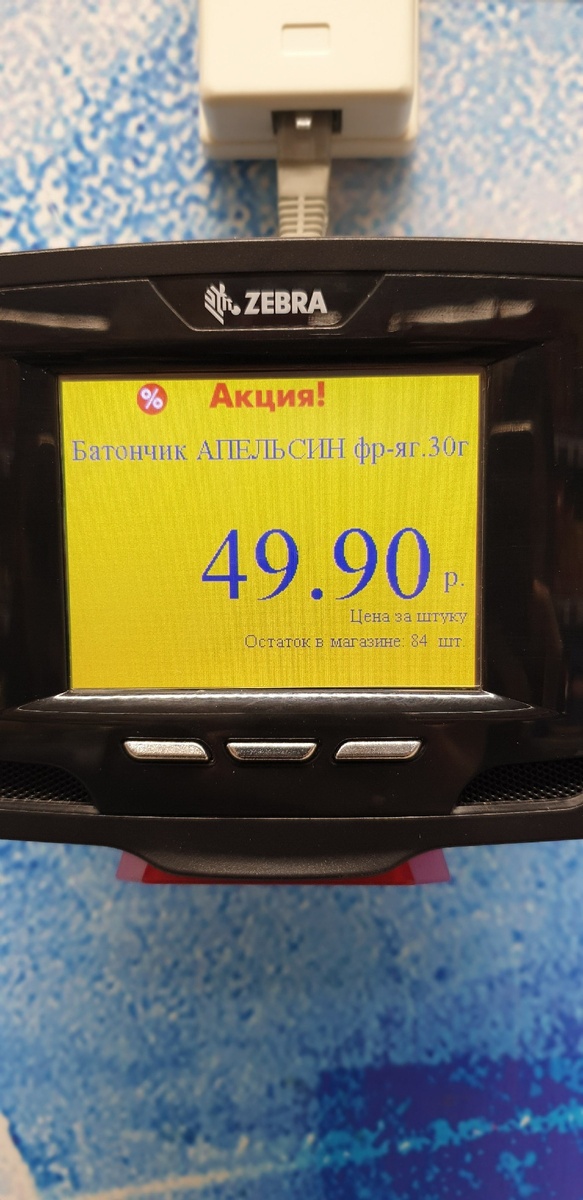 ZEBRA
% Акция!
Батончик АПЕЛЬСИН фр-яг.30г
49.90 р.
Цена за штуку
Остаток в магазине: 84 шт.